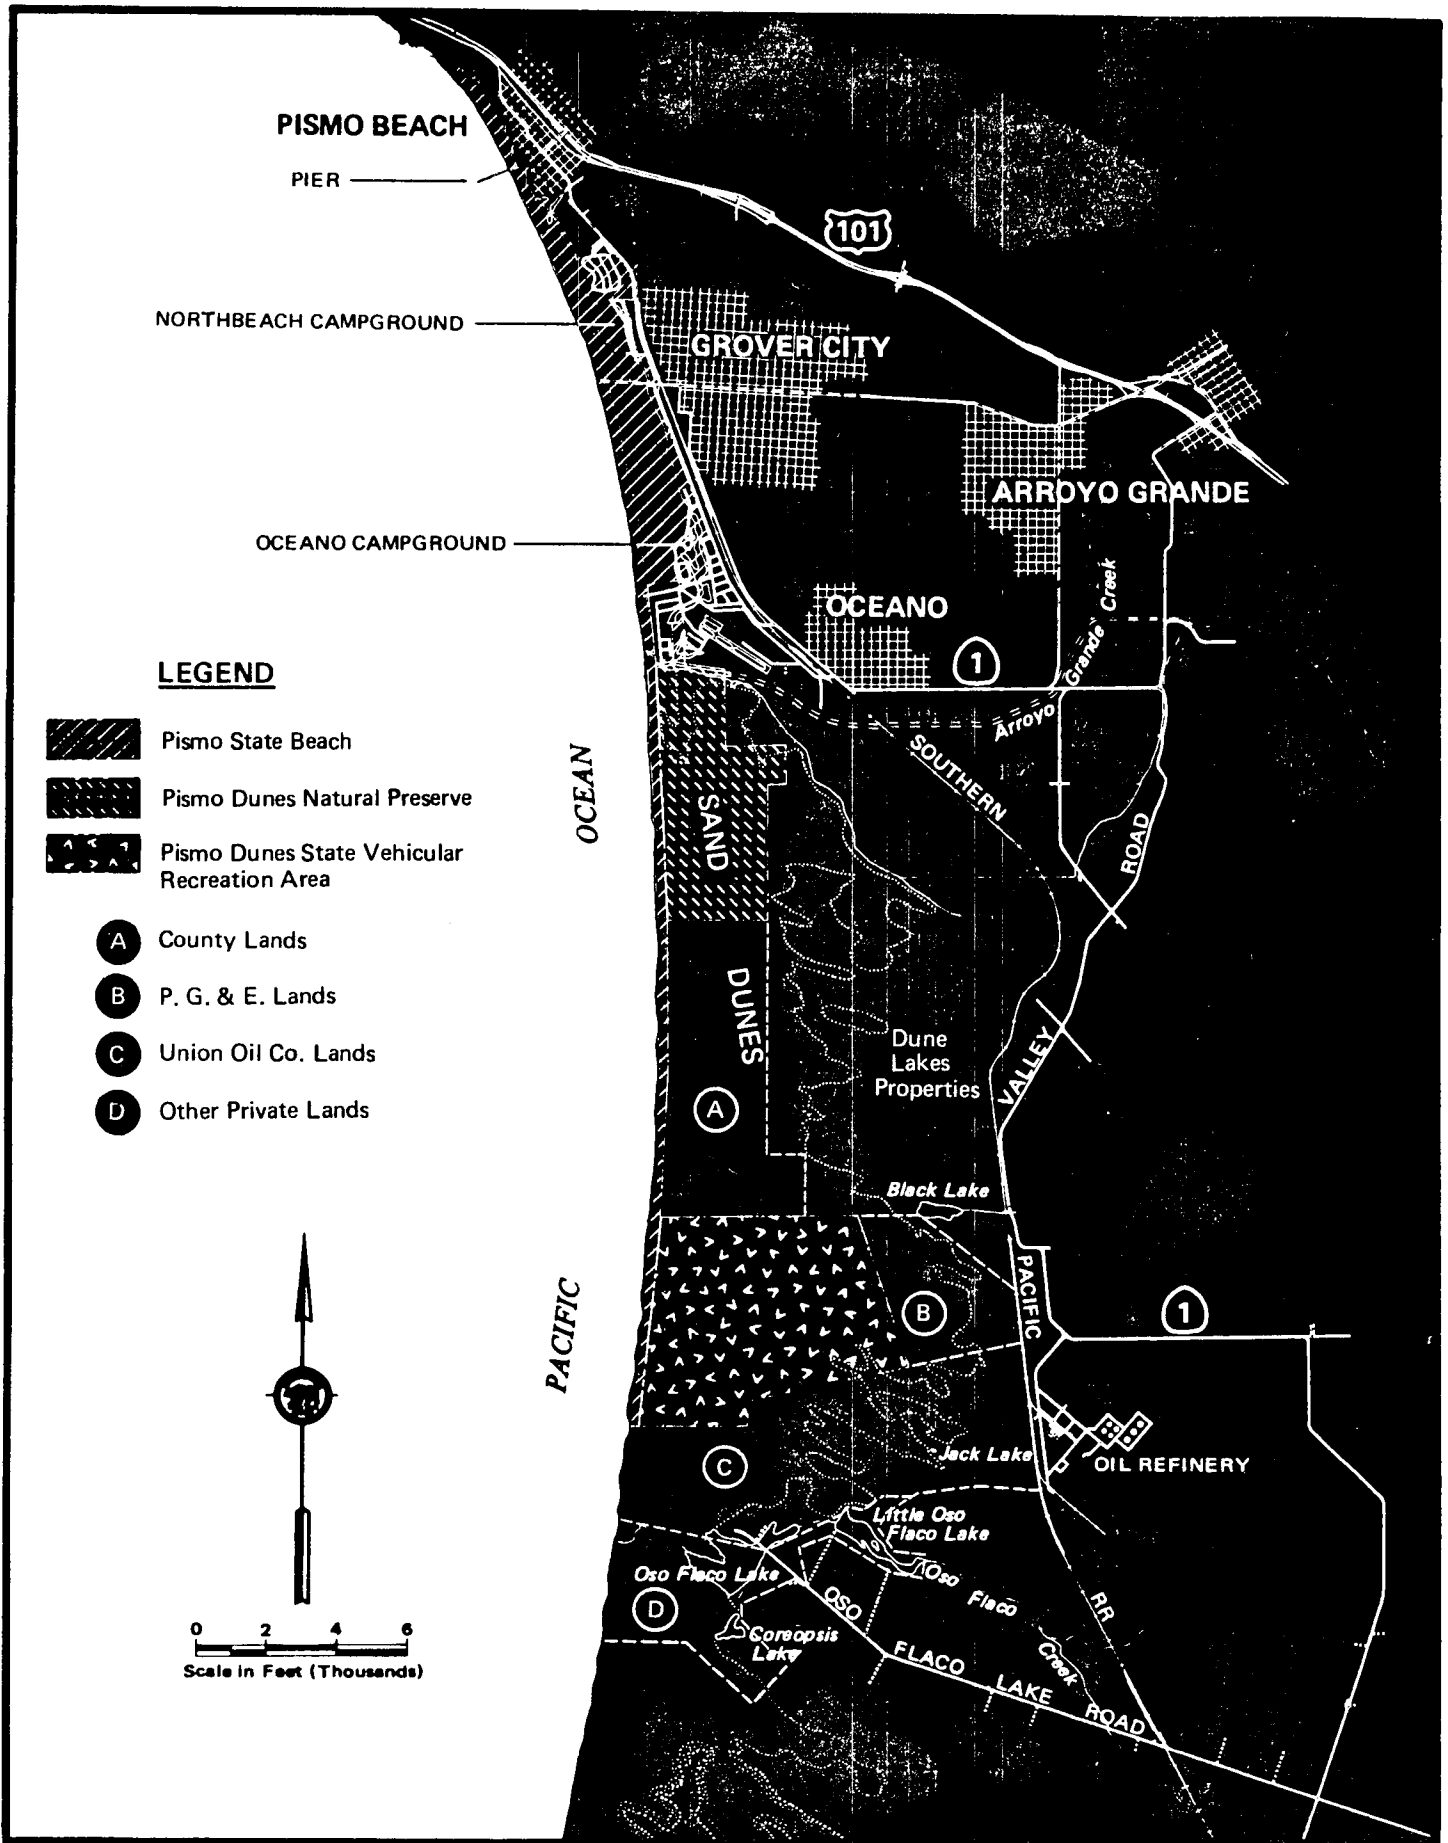 PISMO BEACH
PIER
101
NORTHBEACH CAMPGROUND
GROVER CITY
ARROYO GRANDE
OCEANO CAMPGROUND
OCEANO
1
Arroyo Grande Creek
LEGEND
Pismo State Beach
Pismo Dunes Natural Preserve
Pismo Dunes State Vehicular
Recreation Area
A County Lands
B P. G. & E. Lands
C Union Oil Co. Lands
D Other Private Lands
PACIFIC OCEAN
SOUTHERN
PACIFIC
RR
VALLEY ROAD
SAND
DUNES
Dune
Lakes
Properties
A
Black Lake
B
1
C
Jack Lake
OIL REFINERY
Little Oso
Flaco Lake
Oso Flaco Lake
Oso Flaco Creek
D
Coreopsis
Lake
OSO FLACO LAKE ROAD
0 2 4 6
Scale in Feet (Thousands)